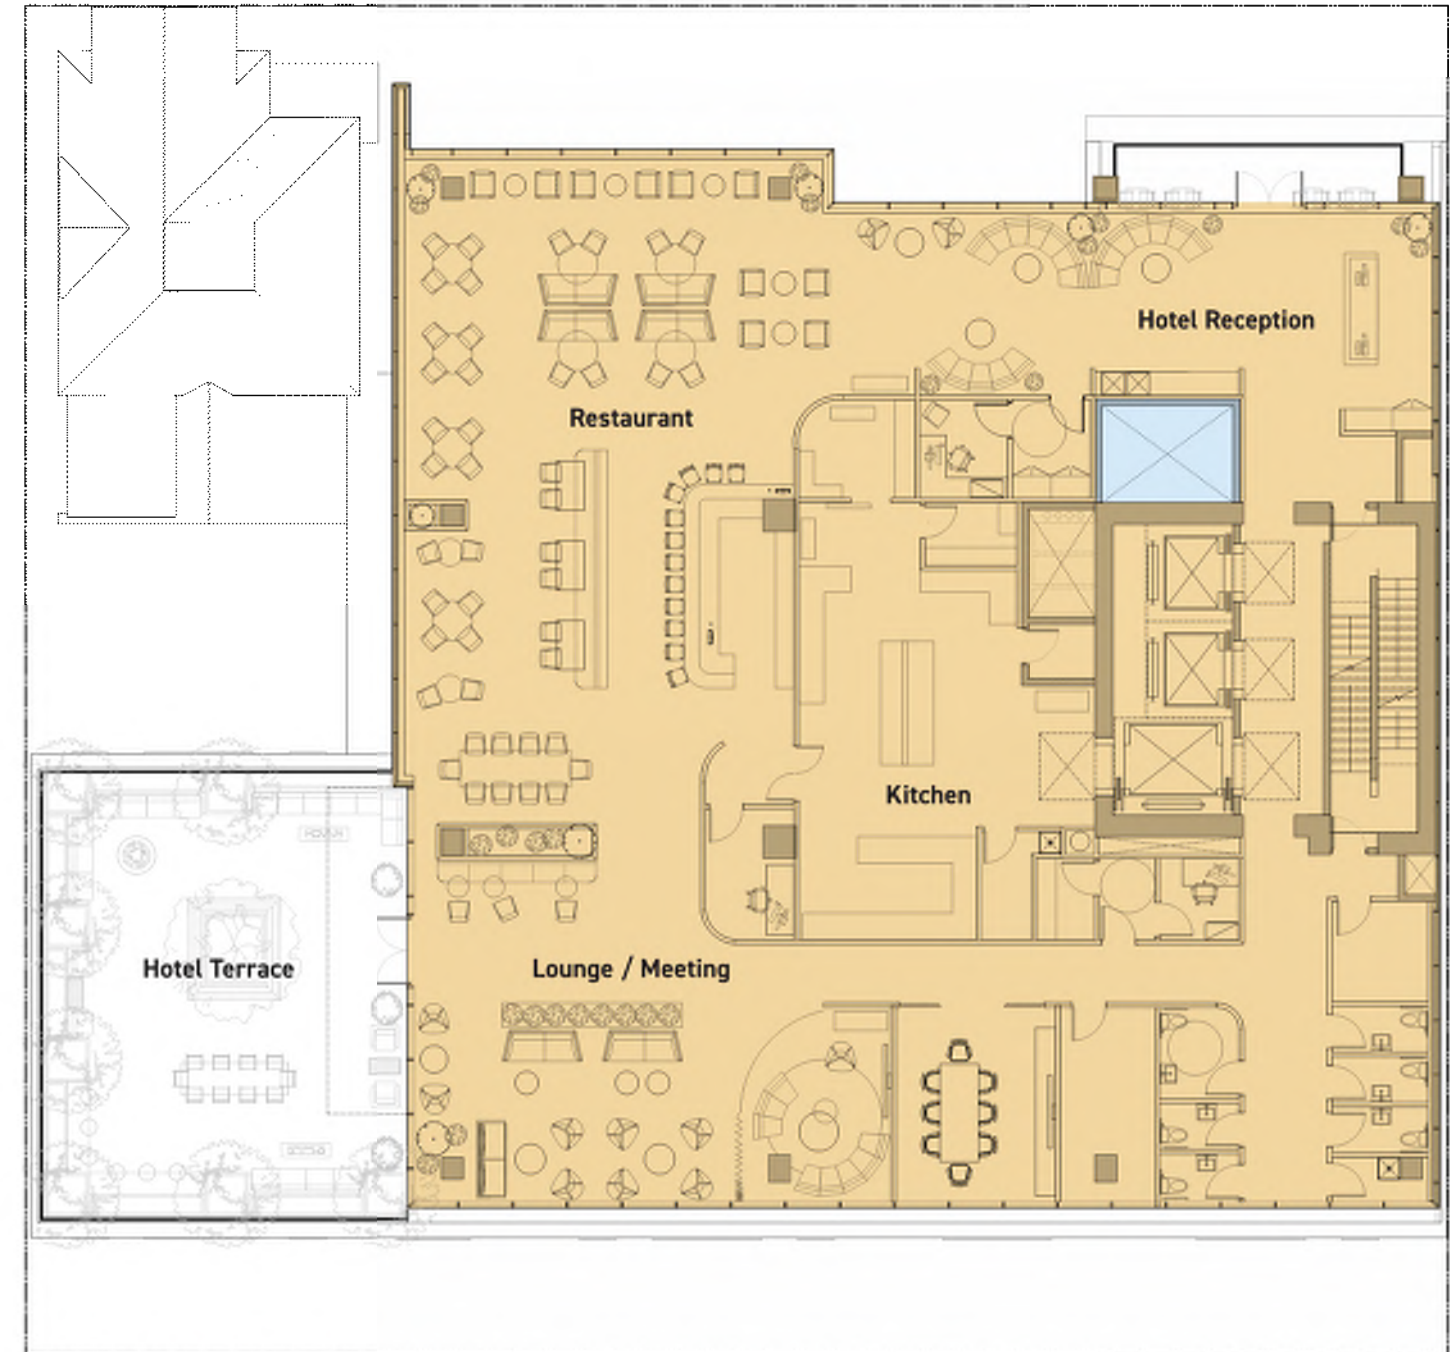 Hotel Reception
Restaurant
Kitchen
Hotel Terrace
Lounge / Meeting